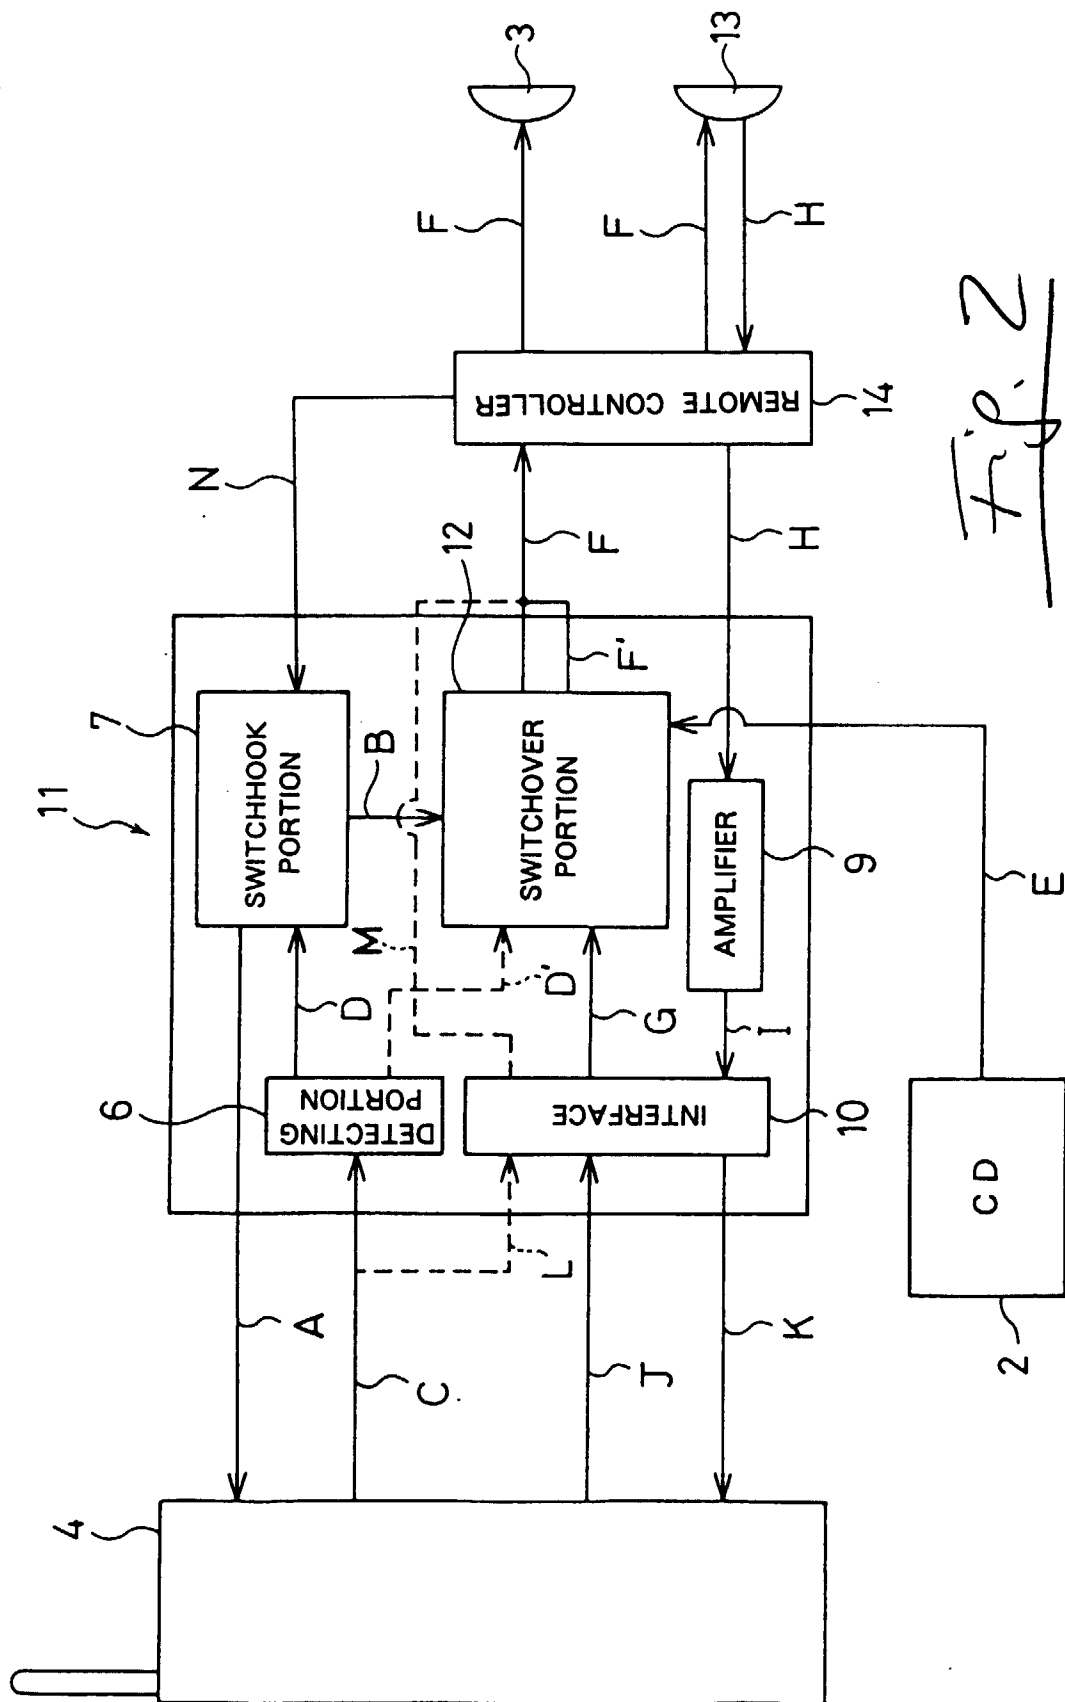 4
A
C
J
K
L
11
6
DETECTING
PORTION
INTERFACE
10
D
D'
M
G
I
7
SWITCHHOOK
PORTION
B
12
SWITCHOVER
PORTION
AMPLIFIER
9
F'
N
F
H
REMOTE CONTROLLER
14
F
F
H
3
13
CD
2
E
Fig. 2